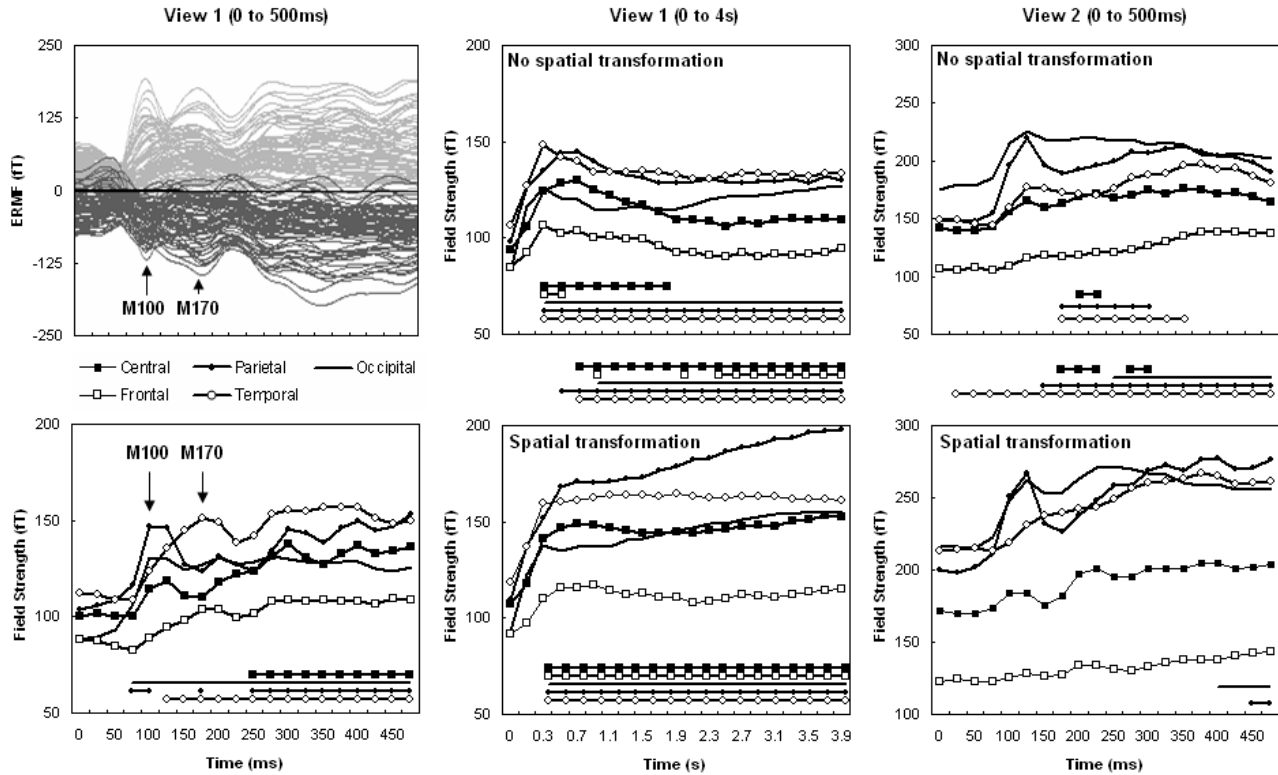 View 1 (0 to 500ms)
250
125
0
-125
-250
ERMF (fT)
M100
M170
Central
Parietal
Occipital
Frontal
Temporal
200
150
100
50
Field Strength (fT)
M100
M170
0 50 100 150 200 250 300 350 400 450
Time (ms)
View 1 (0 to 4s)
No spatial transformation
200
150
100
50
Field Strength (fT)
Spatial transformation
200
150
100
50
Field Strength (fT)
0 0.3 0.7 1.1 1.5 1.9 2.3 2.7 3.1 3.5 3.9
Time (s)
View 2 (0 to 500ms)
No spatial transformation
300
250
200
150
100
50
Field Strength (fT)
Spatial transformation
300
250
200
150
100
Field Strength (fT)
0 50 100 150 200 250 300 350 400 450
Time (ms)